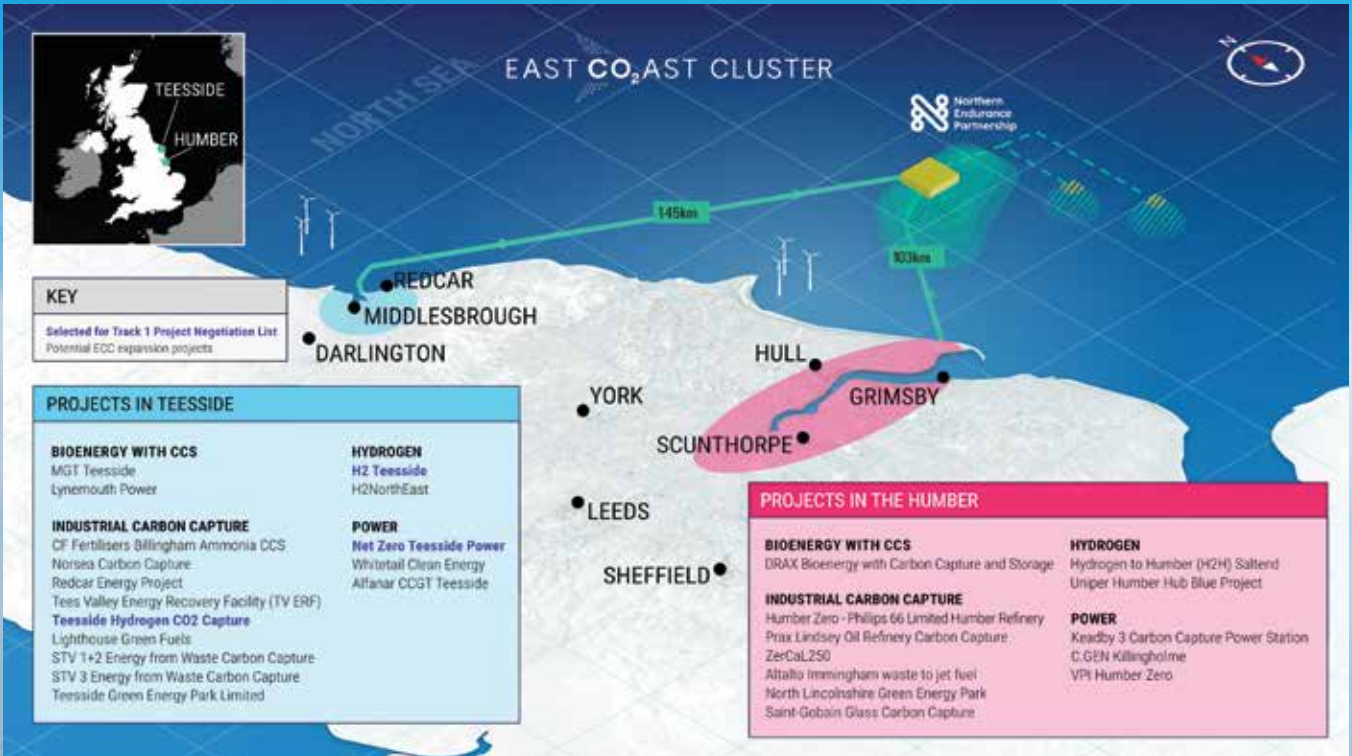 EAST CO₂AST CLUSTER
N
NORTH SEA
TEESSIDE
HUMBER
Northern
Endurance
Partnership
145km
103km
REDCAR
MIDDLESBROUGH
DARLINGTON
HULL
GRIMSBY
YORK
SCUNTHORPE
LEEDS
SHEFFIELD
KEY
Selected for Track 1 Project Negotiation List
Potential ECC expansion projects
PROJECTS IN TEESSIDE
BIOENERGY WITH CCS
MGT Teesside
Lynemouth Power
INDUSTRIAL CARBON CAPTURE
CF Fertilisers Billingham Ammonia CCS
Norsea Carbon Capture
Redcar Energy Project
Tees Valley Energy Recovery Facility (TV ERF)
Teesside Hydrogen CO2 Capture
Lighthouse Green Fuels
STV 1+2 Energy from Waste Carbon Capture
STV 3 Energy from Waste Carbon Capture
Teesside Green Energy Park Limited
HYDROGEN
H2 Teesside
H2NorthEast
POWER
Net Zero Teesside Power
Whitetail Clean Energy
Alfanar CCGT Teesside
PROJECTS IN THE HUMBER
BIOENERGY WITH CCS
DRAX Bioenergy with Carbon Capture and Storage
INDUSTRIAL CARBON CAPTURE
Humber Zero - Phillips 66 Limited Humber Refinery
Prax Lindsey Oil Refinery Carbon Capture
ZerCaL250
Altalto Immingham waste to jet fuel
North Lincolnshire Green Energy Park
Saint-Gobain Glass Carbon Capture
HYDROGEN
Hydrogen to Humber (H2H) Saltend
Uniper Humber Hub Blue Project
POWER
Keadby 3 Carbon Capture Power Station
C.GEN Killingholme
VPI Humber Zero